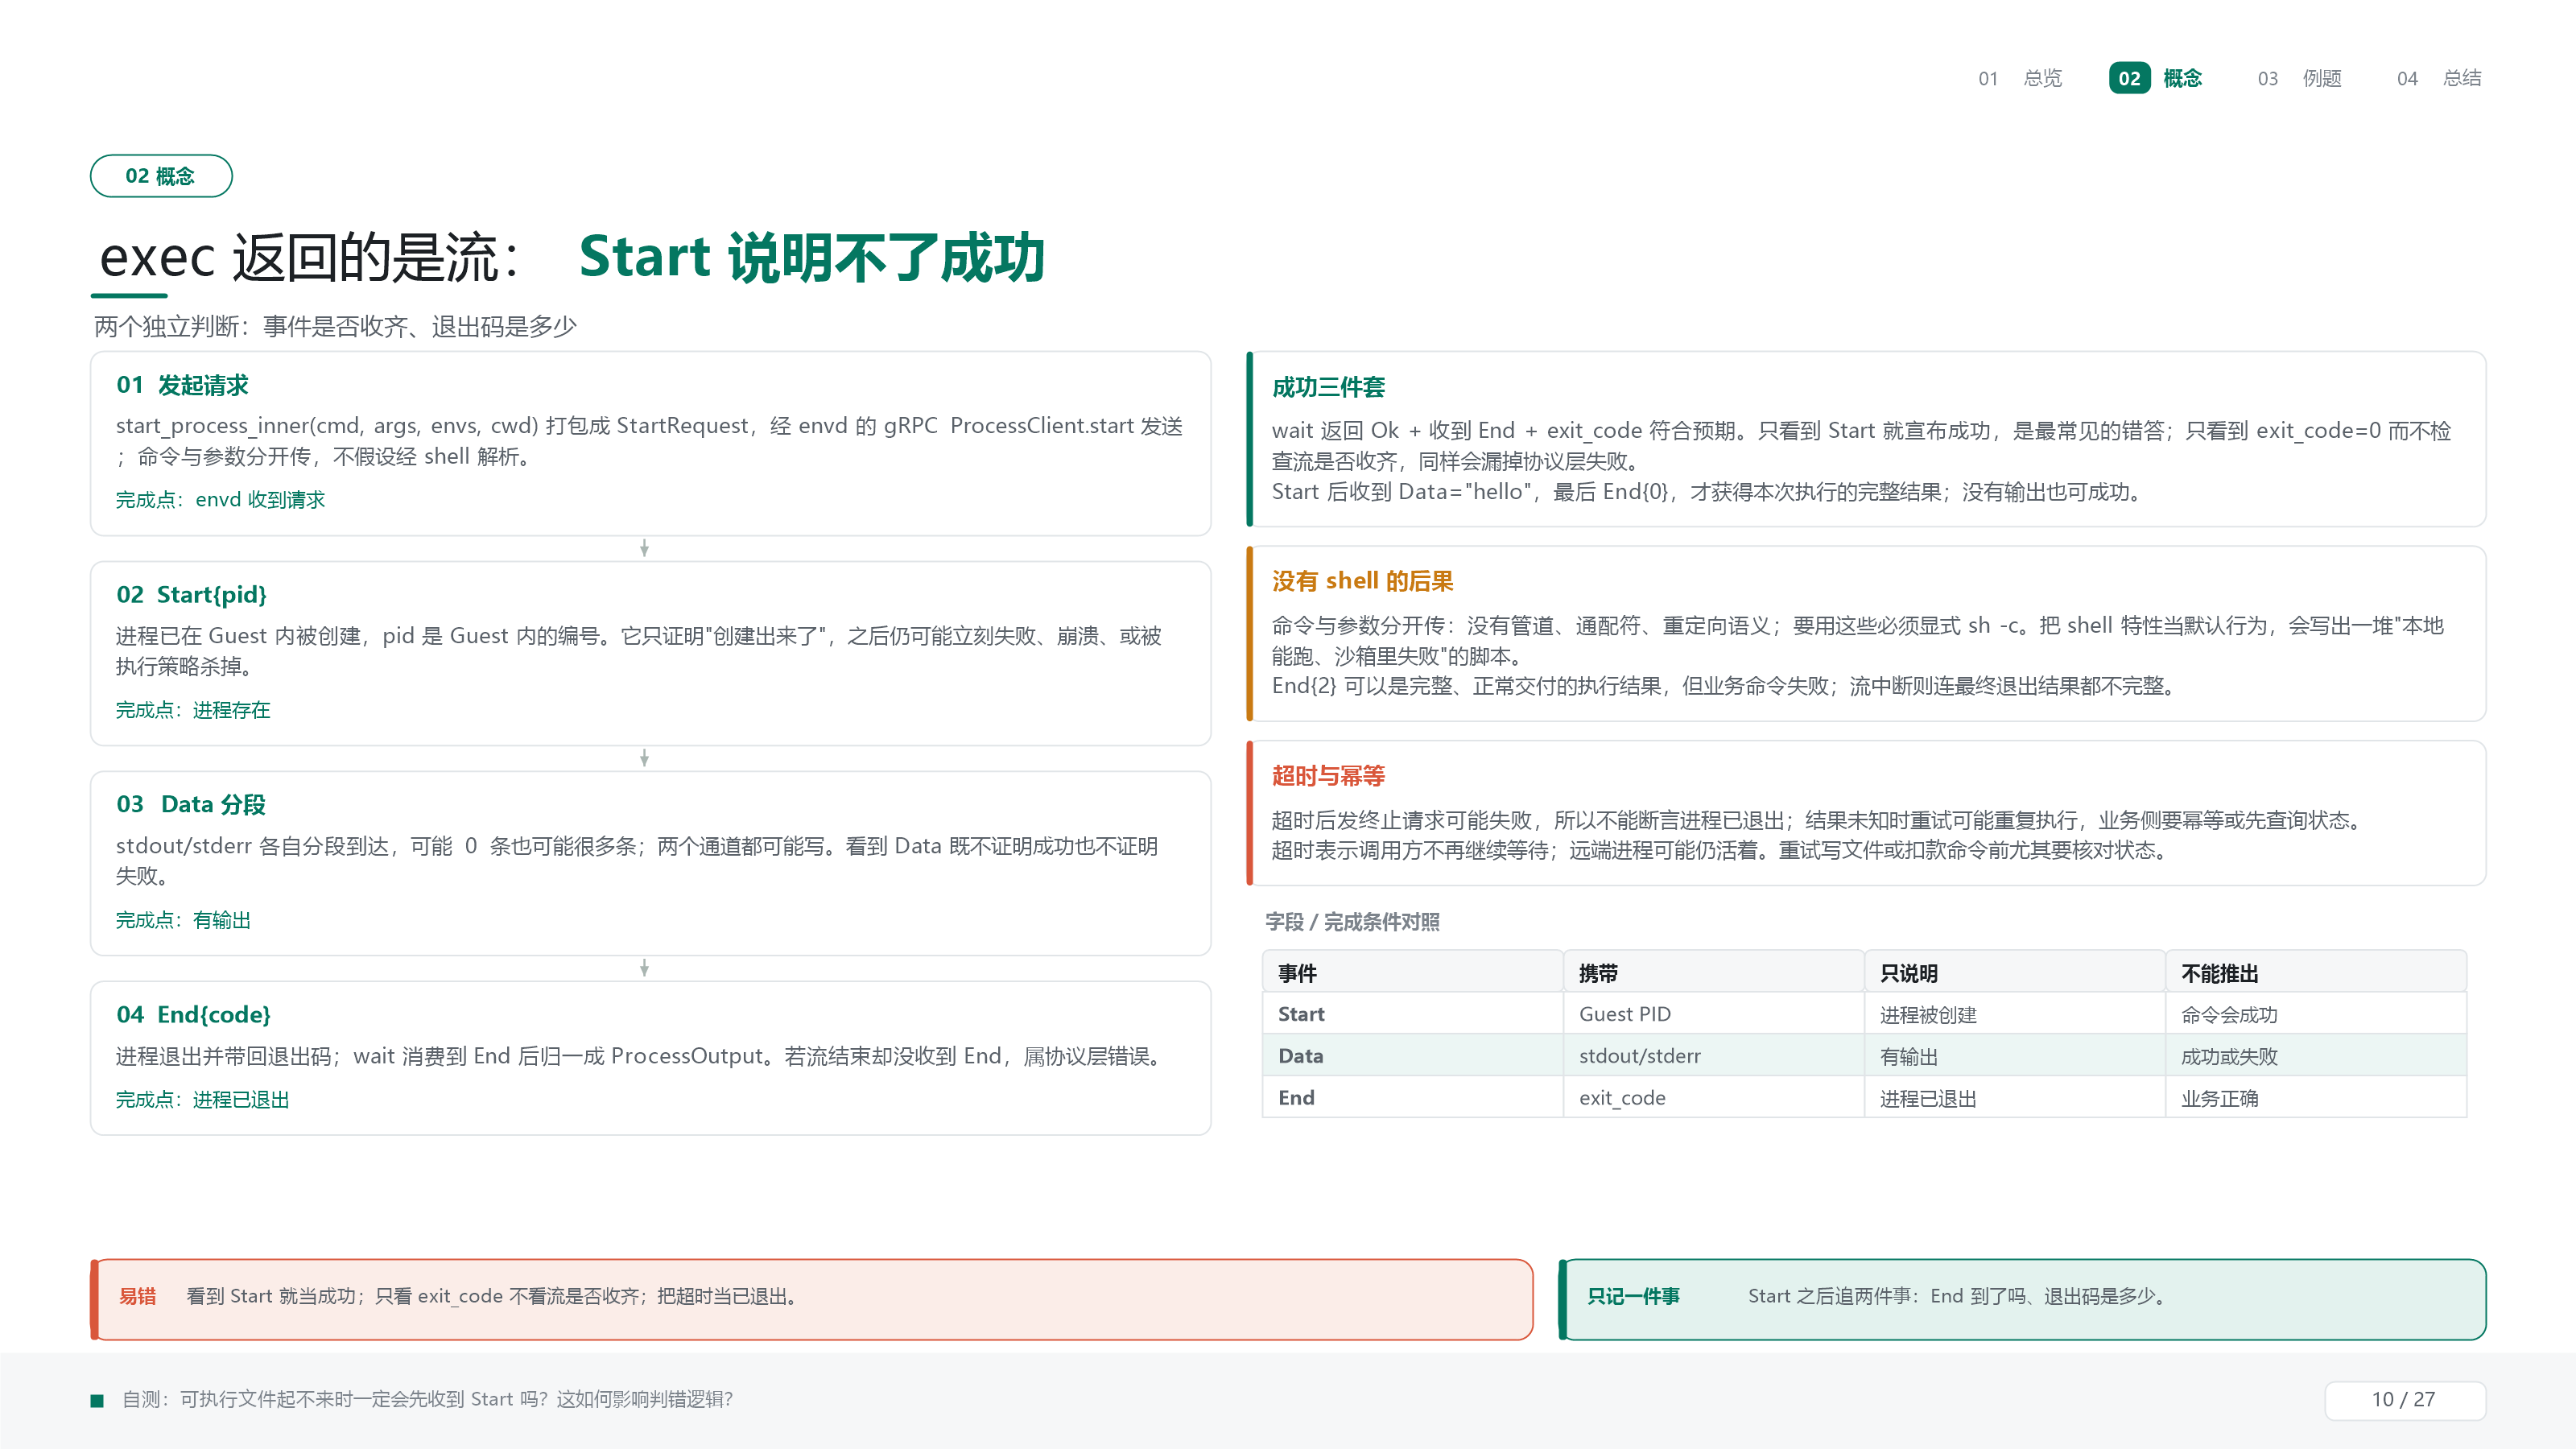 01 总览 02 概念 03 例题 04 总结
02 概念
exec 返回的是流： Start 说明不了成功
两个独立判断：事件是否收齐、退出码是多少
01 发起请求
start_process_inner(cmd, args, envs, cwd) 打包成 StartRequest，经 envd 的 gRPC ProcessClient.start 发送
；命令与参数分开传，不假设经 shell 解析。
完成点：envd 收到请求
02 Start{pid}
进程已在 Guest 内被创建，pid 是 Guest 内的编号。它只证明"创建出来了"，之后仍可能立刻失败、崩溃、或被
执行策略杀掉。
完成点：进程存在
03 Data 分段
stdout/stderr 各自分段到达，可能 0 条也可能很多条；两个通道都可能写。看到 Data 既不证明成功也不证明
失败。
完成点：有输出
04 End{code}
进程退出并带回退出码；wait 消费到 End 后归一成 ProcessOutput。若流结束却没收到 End，属协议层错误。
完成点：进程已退出
成功三件套
wait 返回 Ok + 收到 End + exit_code 符合预期。只看到 Start 就宣布成功，是最常见的错答；只看到 exit_code=0 而不检
查流是否收齐，同样会漏掉协议层失败。
Start 后收到 Data="hello"，最后 End{0}，才获得本次执行的完整结果；没有输出也可成功。
没有 shell 的后果
命令与参数分开传：没有管道、通配符、重定向语义；要用这些必须显式 sh -c。把 shell 特性当默认行为，会写出一堆"本地
能跑、沙箱里失败"的脚本。
End{2} 可以是完整、正常交付的执行结果，但业务命令失败；流中断则连最终退出结果都不完整。
超时与幂等
超时后发终止请求可能失败，所以不能断言进程已退出；结果未知时重试可能重复执行，业务侧要幂等或先查询状态。
超时表示调用方不再继续等待；远端进程可能仍活着。重试写文件或扣款命令前尤其要核对状态。
字段 / 完成条件对照
事件 携带 只说明 不能推出
Start Guest PID 进程被创建 命令会成功
Data stdout/stderr 有输出 成功或失败
End exit_code 进程已退出 业务正确
易错 看到 Start 就当成功；只看 exit_code 不看流是否收齐；把超时当已退出。
只记一件事 Start 之后追两件事：End 到了吗、退出码是多少。
自测：可执行文件起不来时一定会先收到 Start 吗？这如何影响判错逻辑？
10 / 27